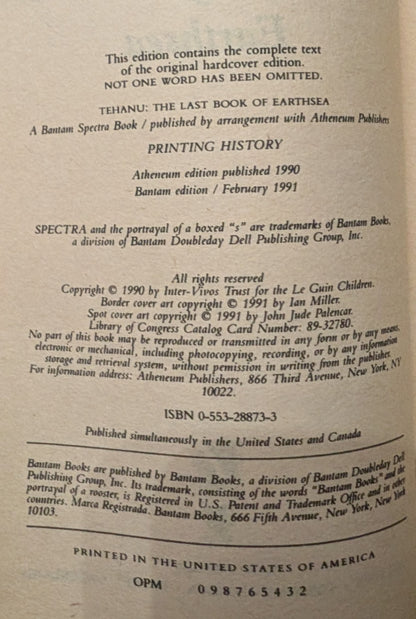 This edition contains the complete text
of the original hardcover edition.
NOT ONE WORD HAS BEEN OMITTED.
TEHANU: THE LAST BOOK OF EARTHSEA
A Bantam Spectra Book / published by arrangement with Atheneum Publishers
PRINTING HISTORY
Atheneum edition published 1990
Bantam edition / February 1991
SPECTRA and the portrayal of a boxed "s" are trademarks of Bantam Books,
a division of Bantam Doubleday Dell Publishing Group, Inc.
All rights reserved
Copyright © 1990 by Inter-Vivos Trust for the Le Guin Children.
Border cover art copyright © 1991 by Ian Miller.
Spot cover art copyright © 1991 by John Jude Palencar.
Library of Congress Catalog Card Number: 89-32780.
No part of this book may be reproduced or transmitted in any form or by any means,
electronic or mechanical, including photocopying, recording, or by any information
storage and retrieval system, without permission in writing from the publisher.
For information address: Atheneum Publishers, 866 Third Avenue, New York, NY
10022.
ISBN 0-553-28873-3
Published simultaneously in the United States and Canada
Bantam Books are published by Bantam Books, a division of Bantam Doubleday Dell
Publishing Group, Inc. Its trademark, consisting of the words "Bantam Books" and the
portrayal of a rooster, is Registered in U.S. Patent and Trademark Office and in other
countries. Marca Registrada. Bantam Books, 666 Fifth Avenue, New York, New York
10103.
PRINTED IN THE UNITED STATES OF AMERICA
OPM 0 9 8 7 6 5 4 3 2